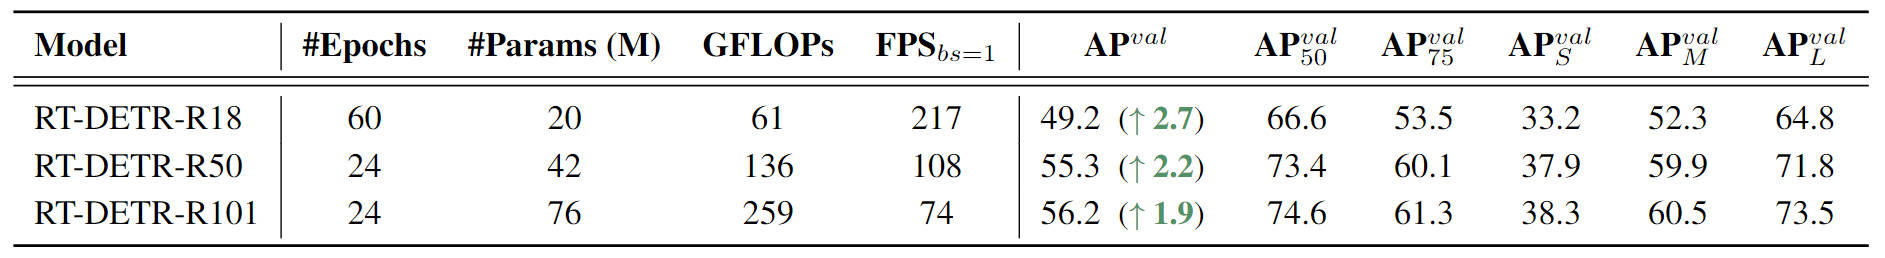 Model #Epochs #Params (M) GFLOPs FPS_{bs=1} AP^{val} AP^{val}_{50} AP^{val}_{75} AP^{val}_{S} AP^{val}_{M} AP^{val}_{L}
RT-DETR-R18 60 20 61 217 49.2 (↑ 2.7) 66.6 53.5 33.2 52.3 64.8
RT-DETR-R50 24 42 136 108 55.3 (↑ 2.2) 73.4 60.1 37.9 59.9 71.8
RT-DETR-R101 24 76 259 74 56.2 (↑ 1.9) 74.6 61.3 38.3 60.5 73.5